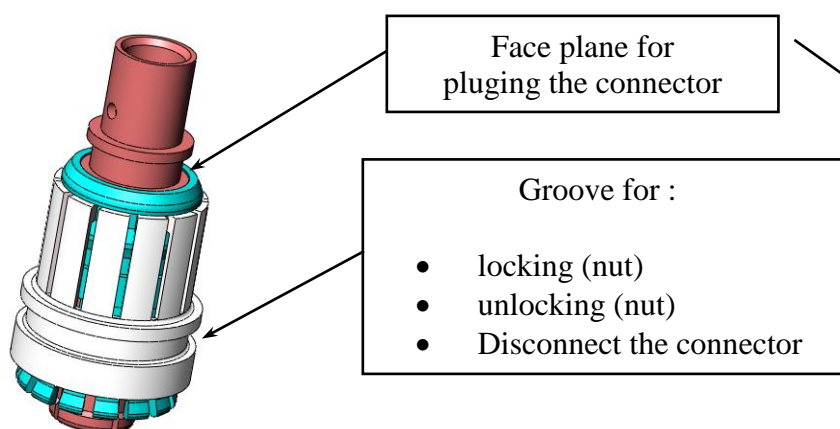 Face plane for
pluging the connector
Groove for :
• locking (nut)
• unlocking (nut)
• Disconnect the connector